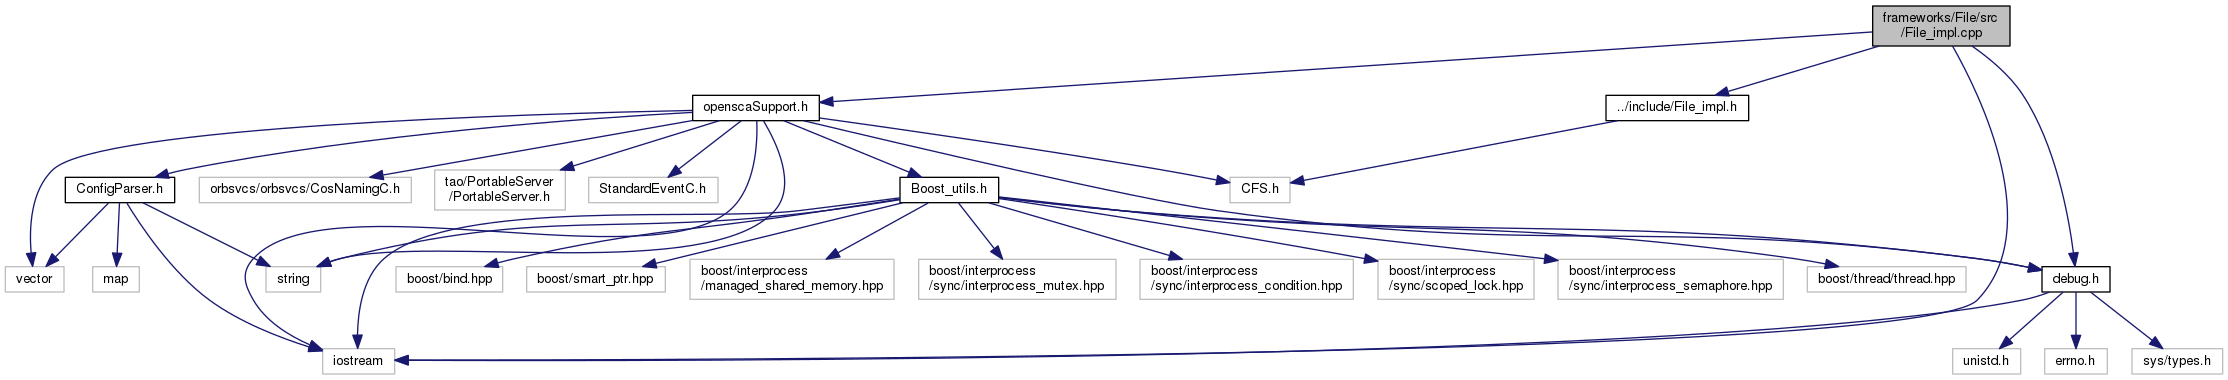 frameworks/File/src
/File_impl.cpp
openscaSupport.h
../include/File_impl.h
ConfigParser.h
orbsvcs/orbsvcs/CosNamingC.h
tao/PortableServer
/PortableServer.h
StandardEventC.h
Boost_utils.h
CFS.h
vector
map
string
boost/bind.hpp
boost/smart_ptr.hpp
boost/interprocess
/managed_shared_memory.hpp
boost/interprocess
/sync/interprocess_mutex.hpp
boost/interprocess
/sync/interprocess_condition.hpp
boost/interprocess
/sync/scoped_lock.hpp
boost/interprocess
/sync/interprocess_semaphore.hpp
boost/thread/thread.hpp
debug.h
iostream
unistd.h
errno.h
sys/types.h